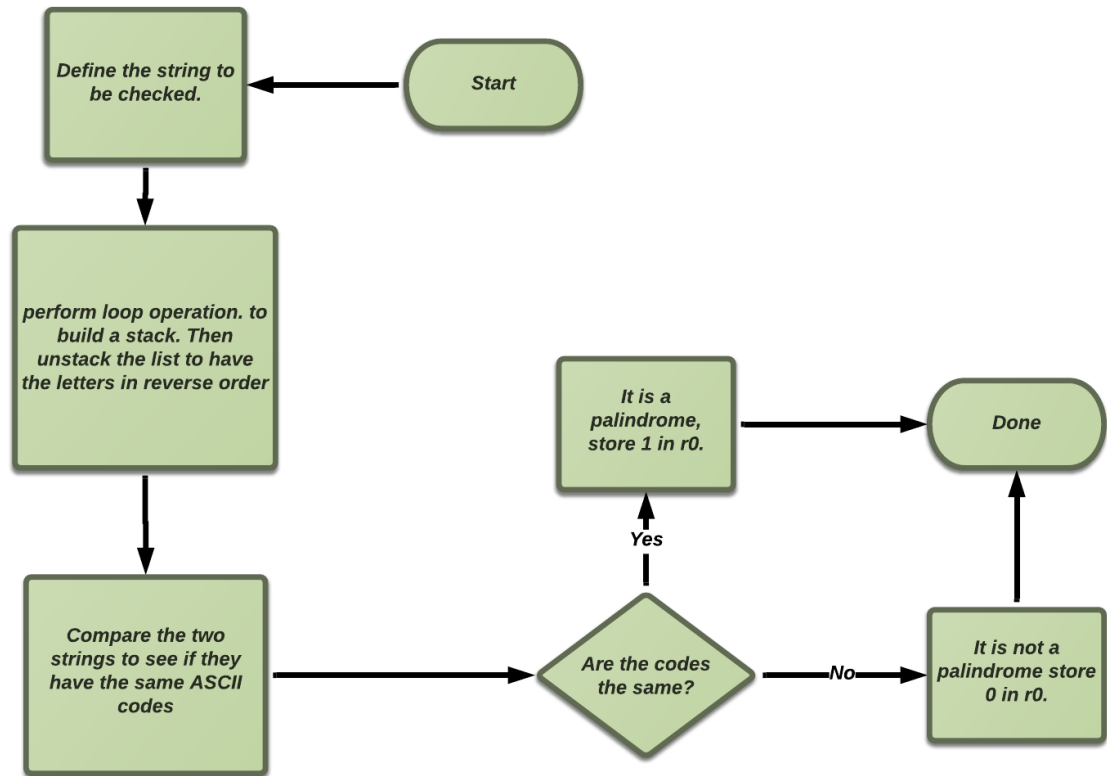 Start
Define the string to
be checked.
perform loop operation. to
build a stack. Then
unstack the list to have
the letters in reverse order
Compare the two
strings to see if they
have the same ASCII
codes
Are the codes
the same?
Yes
It is a
palindrome,
store 1 in r0.
No
It is not a
palindrome store
0 in r0.
Done